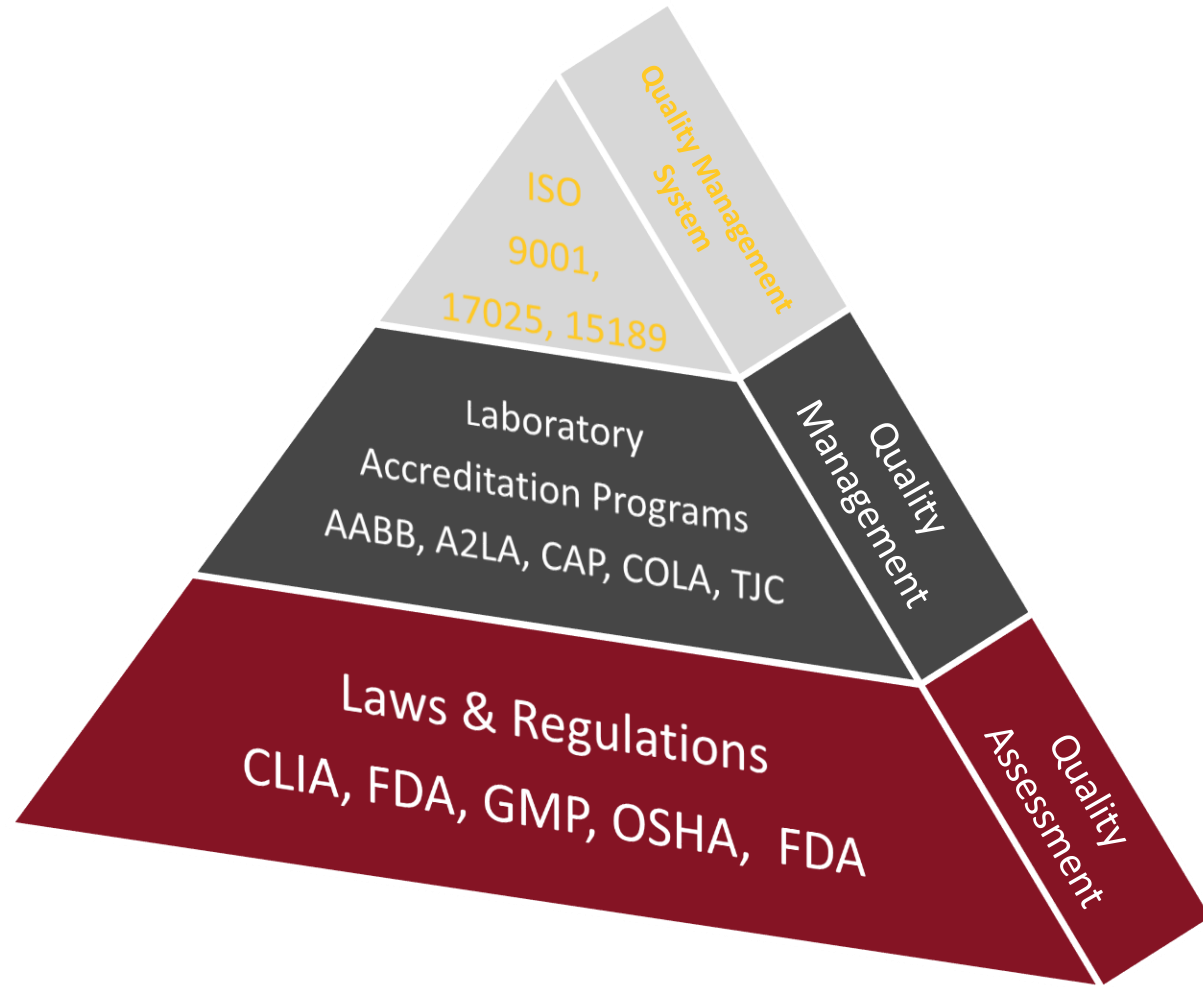 ISO
9001,
17025, 15189
Quality Management
System
Laboratory
Accreditation Programs
AABB, A2LA, CAP, COLA, TJC
Quality
Management
Laws & Regulations
CLIA, FDA, GMP, OSHA,  FDA
Quality
Assessment